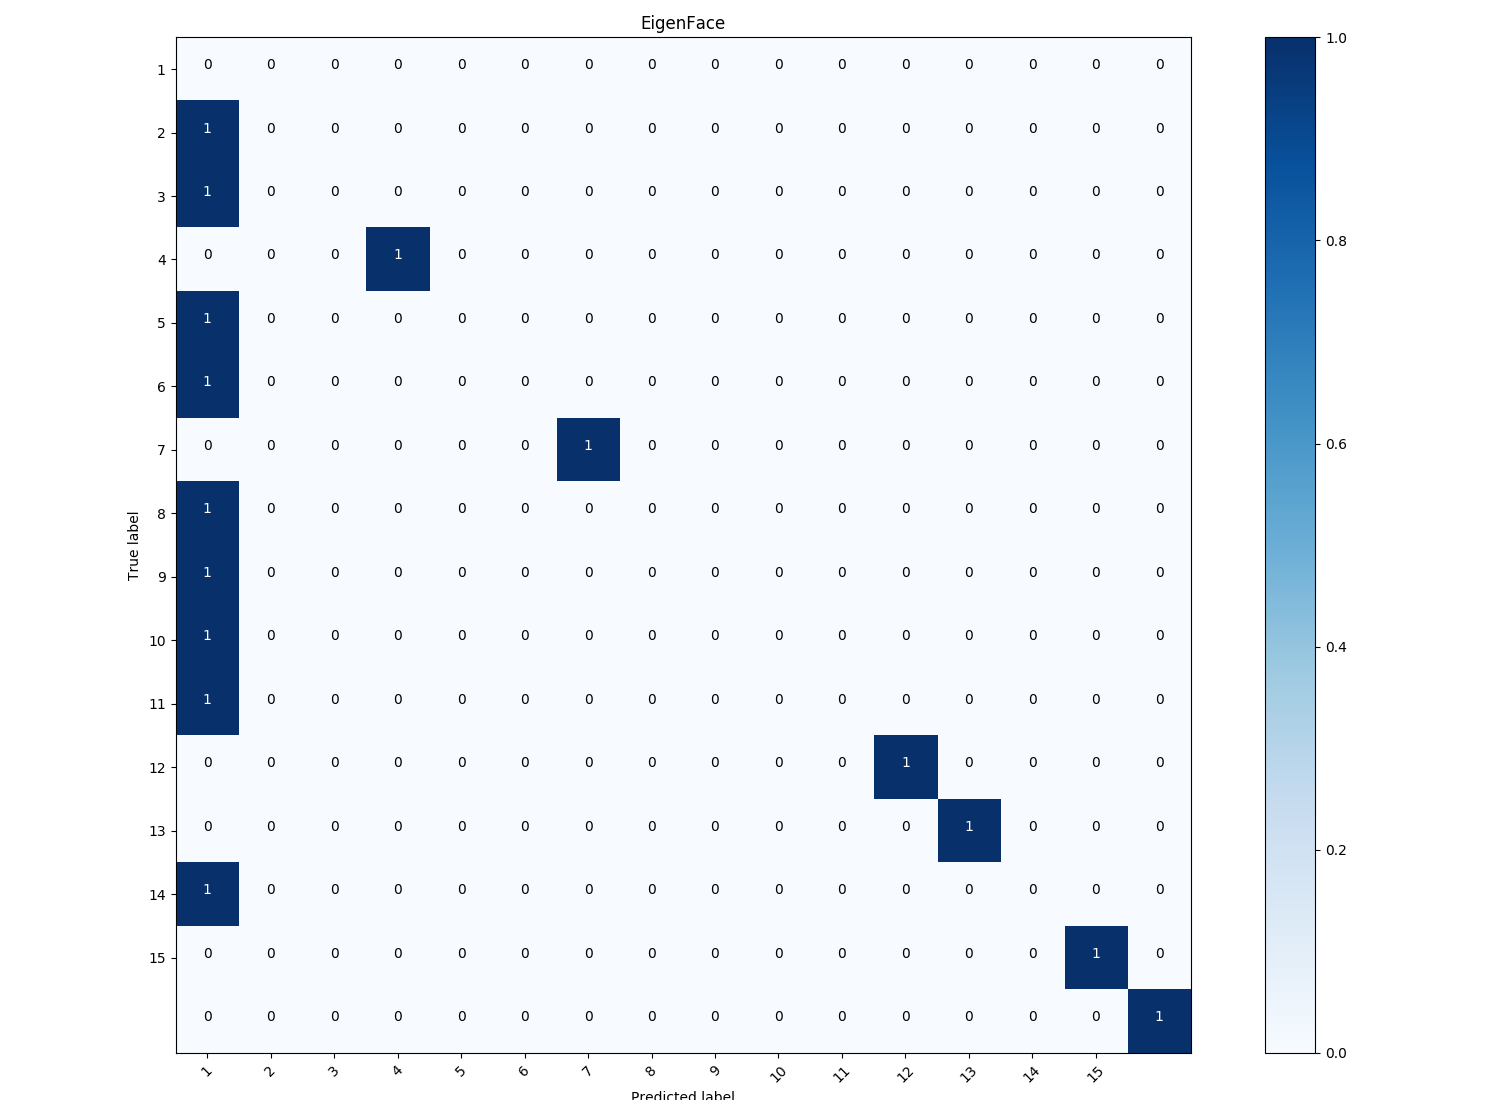 EigenFace
1 0 0 0 0 0 0 0 0 0 0 0 0 0 0 0 0
2 1 0 0 0 0 0 0 0 0 0 0 0 0 0 0 0
3 1 0 0 0 0 0 0 0 0 0 0 0 0 0 0 0
4 0 0 0 1 0 0 0 0 0 0 0 0 0 0 0 0
5 1 0 0 0 0 0 0 0 0 0 0 0 0 0 0 0
6 1 0 0 0 0 0 0 0 0 0 0 0 0 0 0 0
7 0 0 0 0 0 0 1 0 0 0 0 0 0 0 0 0
8 1 0 0 0 0 0 0 0 0 0 0 0 0 0 0 0
9 1 0 0 0 0 0 0 0 0 0 0 0 0 0 0 0
10 1 0 0 0 0 0 0 0 0 0 0 0 0 0 0 0
11 1 0 0 0 0 0 0 0 0 0 0 0 0 0 0 0
12 0 0 0 0 0 0 0 0 0 0 0 1 0 0 0 0
13 0 0 0 0 0 0 0 0 0 0 0 0 1 0 0 0
14 1 0 0 0 0 0 0 0 0 0 0 0 0 0 0 0
15 0 0 0 0 0 0 0 0 0 0 0 0 0 0 1 0
0 0 0 0 0 0 0 0 0 0 0 0 0 0 0 1
1 2 3 4 5 6 7 8 9 10 11 12 13 14 15
True label
Predicted label
1.0
0.8
0.6
0.4
0.2
0.0